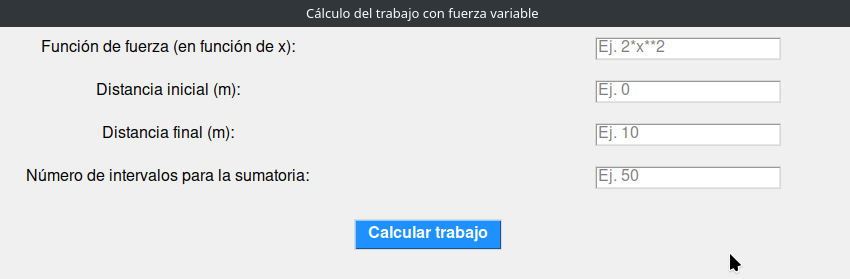 Cálculo del trabajo con fuerza variable
Función de fuerza (en función de x): Ej. 2*x**2
Distancia inicial (m): Ej. 0
Distancia final (m): Ej. 10
Número de intervalos para la sumatoria: Ej. 50
Calcular trabajo